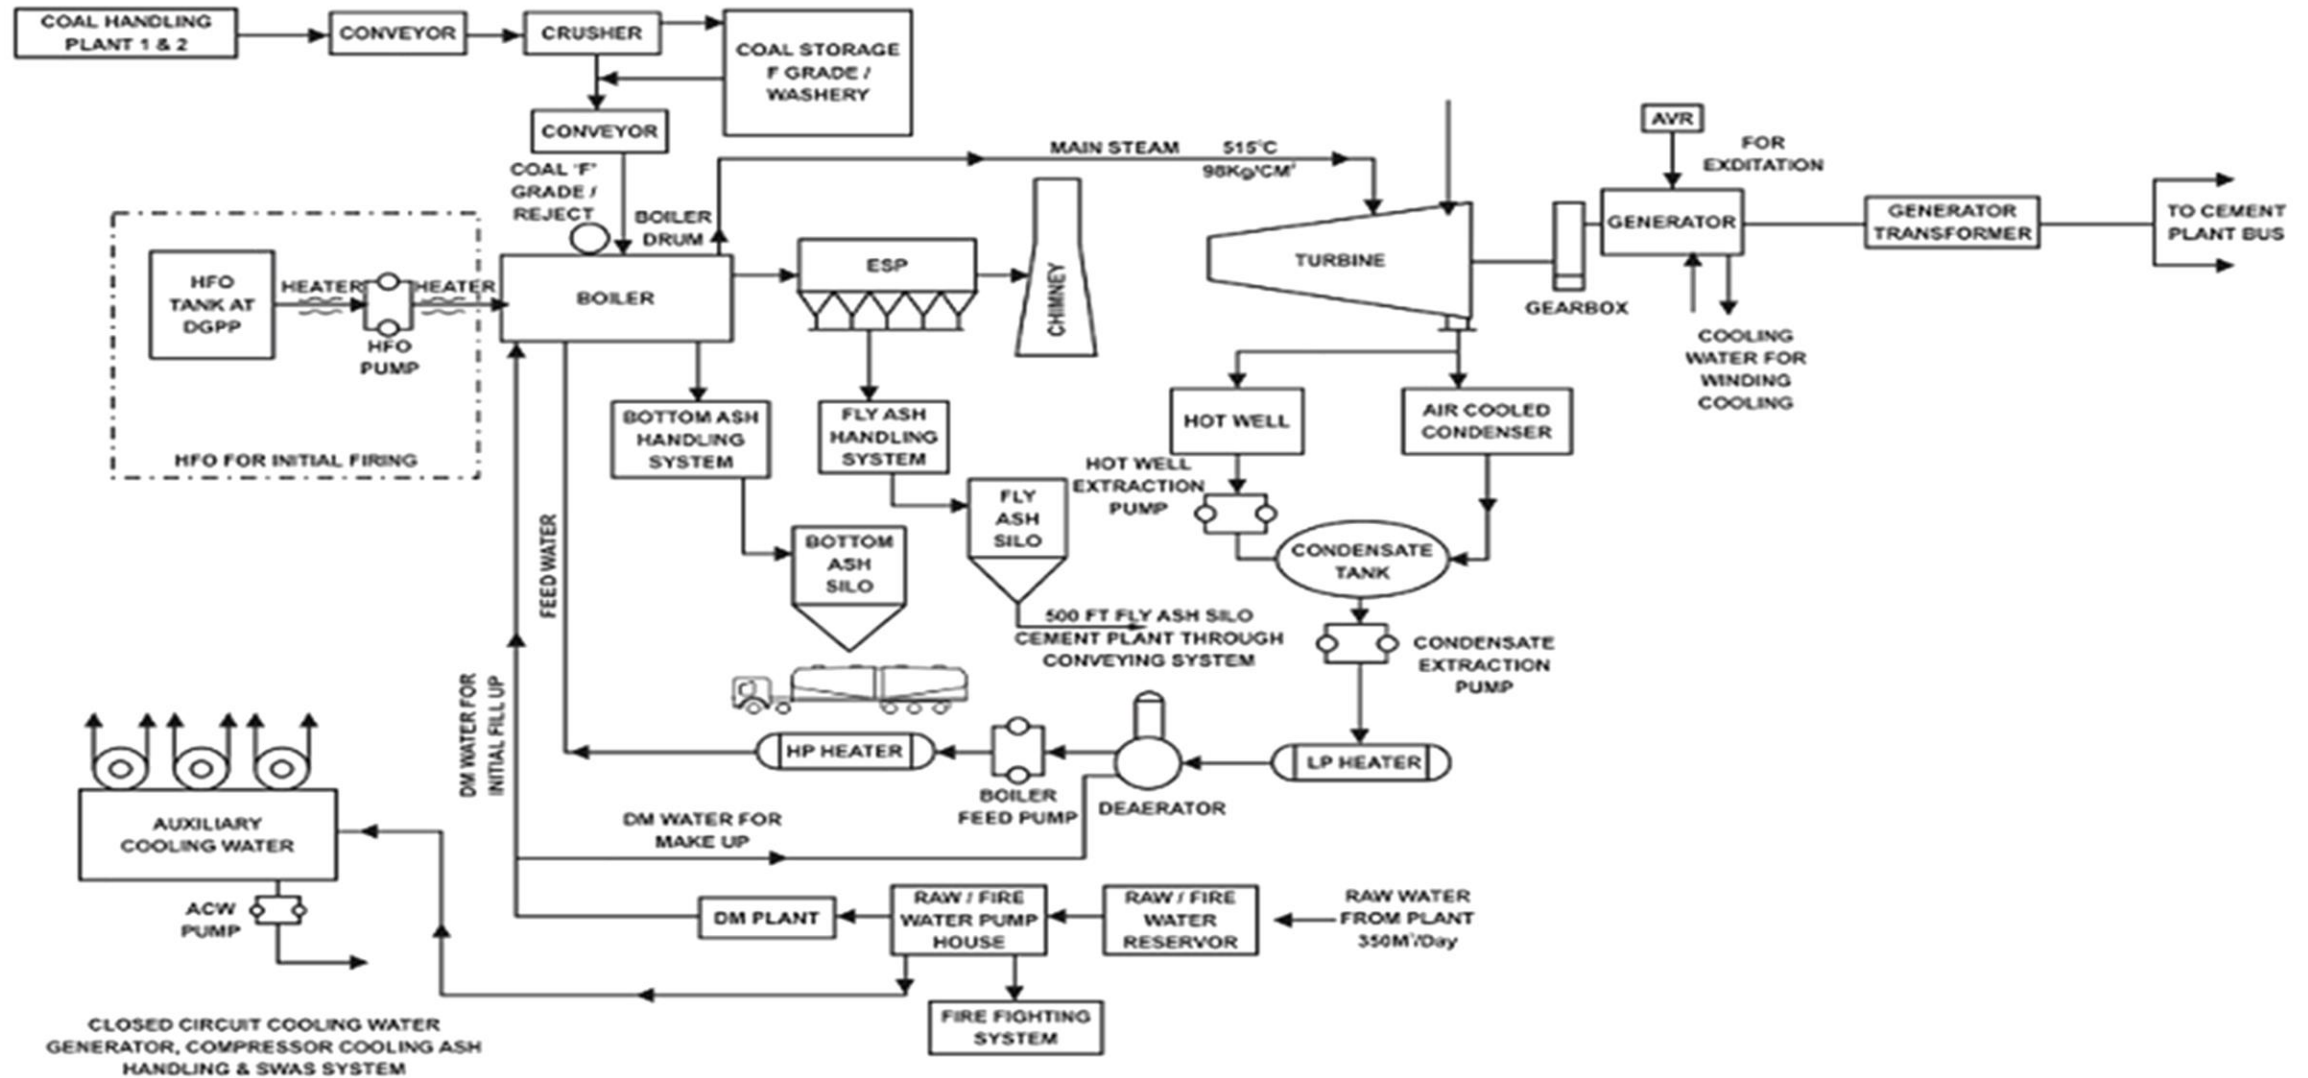 COAL HANDLING
PLANT 1 & 2
CONVEYOR
CRUSHER
COAL STORAGE
F GRADE /
WASHERY
CONVEYOR
COAL 'F'
GRADE /
REJECT
BOILER
DRUM
MAIN STEAM 515°C
98Kg/CM²
AVR
FOR
EXDITATION
GENERATOR
GENERATOR
TRANSFORMER
TO CEMENT
PLANT BUS
HFO
TANK AT
DGPP
HEATER
HEATER
HFO
PUMP
HFO FOR INITIAL FIRING
BOILER
ESP
CHIMNEY
TURBINE
GEARBOX
COOLING
WATER FOR
WINDING
COOLING
BOTTOM ASH
HANDLING
SYSTEM
FLY ASH
HANDLING
SYSTEM
HOT WELL
AIR COOLED
CONDENSER
HOT WELL
EXTRACTION
PUMP
FLY
ASH
SILO
BOTTOM
ASH
SILO
CONDENSATE
TANK
FEED WATER
500 FT FLY ASH SILO
CEMENT PLANT THROUGH
CONVEYING SYSTEM
CONDENSATE
EXTRACTION
PUMP
DM WATER FOR
INITIAL FILL UP
HP HEATER
BOILER
FEED PUMP
DEAERATOR
LP HEATER
DM WATER FOR
MAKE UP
AUXILIARY
COOLING WATER
ACW
PUMP
DM PLANT
RAW / FIRE
WATER PUMP
HOUSE
RAW / FIRE
WATER
RESERVOR
RAW WATER
FROM PLANT
350M³/Day
FIRE FIGHTING
SYSTEM
CLOSED CIRCUIT COOLING WATER
GENERATOR, COMPRESSOR COOLING ASH
HANDLING & SWAS SYSTEM